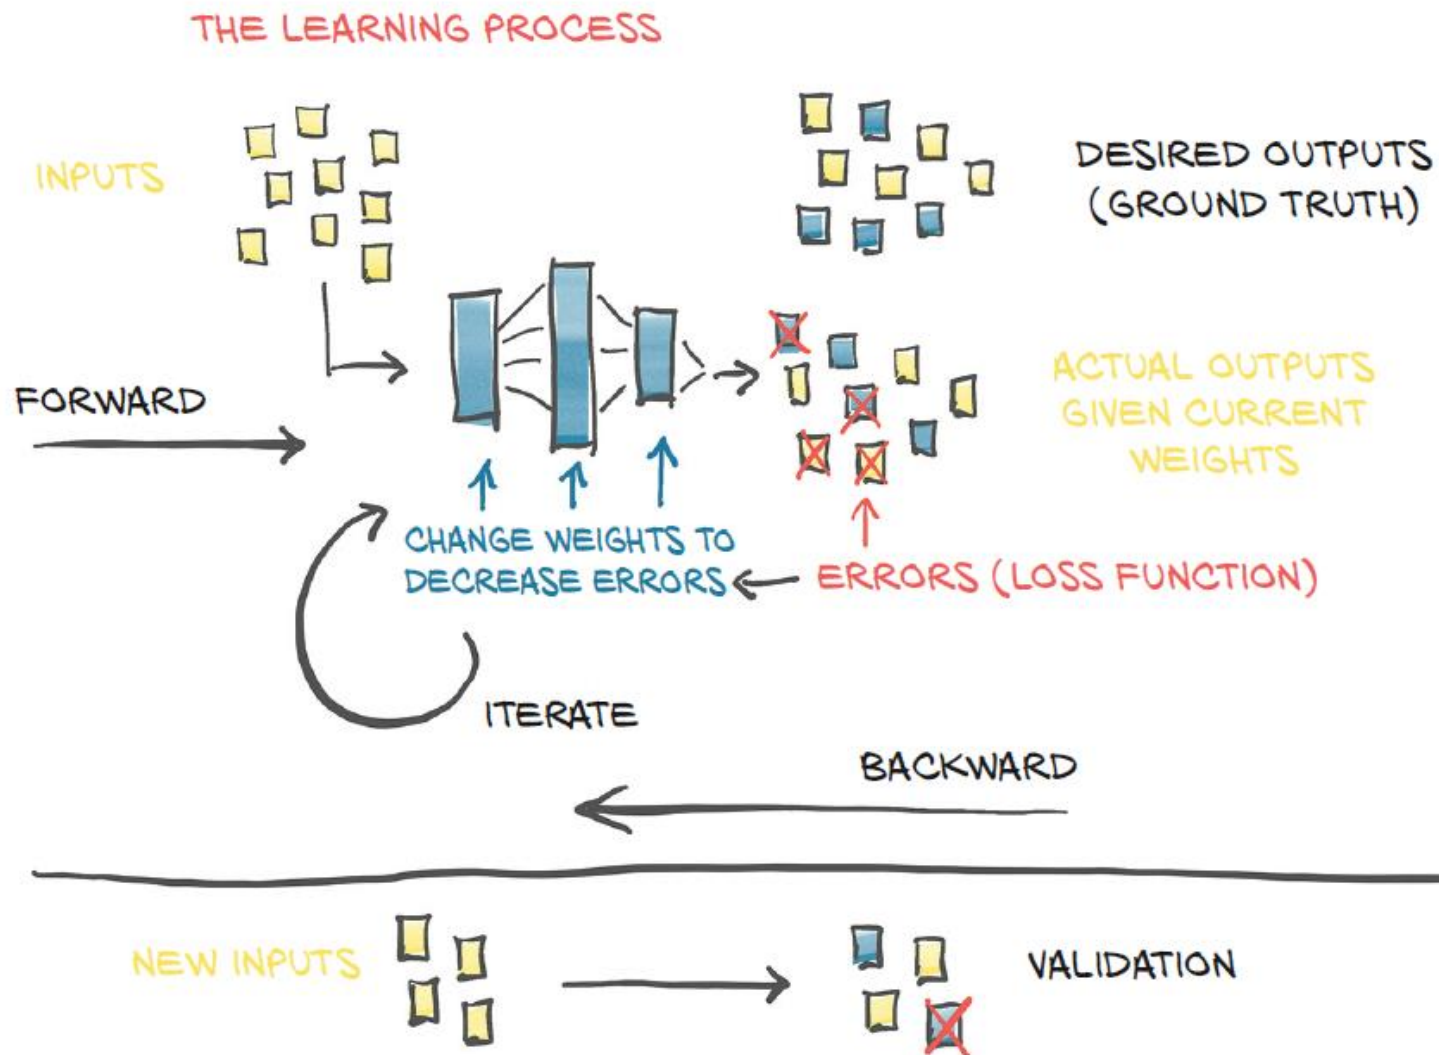 THE LEARNING PROCESS
INPUTS
DESIRED OUTPUTS
(GROUND TRUTH)
FORWARD
ACTUAL OUTPUTS
GIVEN CURRENT
WEIGHTS
CHANGE WEIGHTS TO
DECREASE ERRORS
ERRORS (LOSS FUNCTION)
ITERATE
BACKWARD
NEW INPUTS
VALIDATION